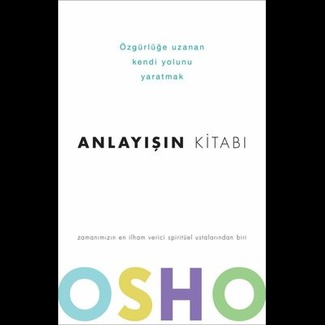 Özgürlüğe uzanan
kendi yolunu
yaratmak
ANLAYIŞIN KİTABI
zamanımızın en ilham verici spiritüel ustalarından biri
OSHO